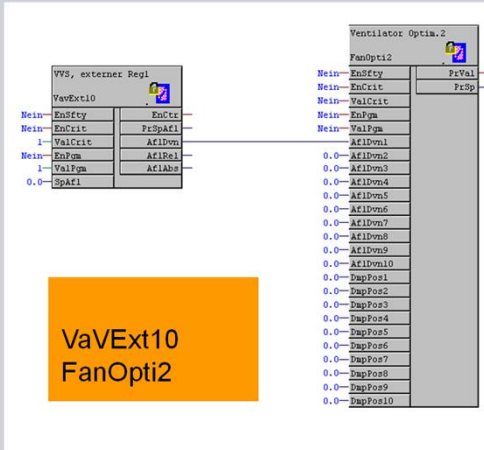 VVS, externer Regl
VavExt10
Nein EnSfty EnCtr
Nein EnCrit PrSpAfl
1 ValCrit AflDvn
Nein EnPgm AflRel
1 ValPgm AflAbs
0.0 SpAfl
Ventilator Optim.2
FanOpti2
Nein EnSfty PrVal
Nein EnCrit PrSp
Nein ValCrit
Nein EnPgm
Nein ValPgm
AflDvn1
0.0 AflDvn2
0.0 AflDvn3
0.0 AflDvn4
0.0 AflDvn5
0.0 AflDvn6
0.0 AflDvn7
0.0 AflDvn8
0.0 AflDvn9
0.0 AflDvn10
0.0 DmpPos1
0.0 DmpPos2
0.0 DmpPos3
0.0 DmpPos4
0.0 DmpPos5
0.0 DmpPos6
0.0 DmpPos7
0.0 DmpPos8
0.0 DmpPos9
0.0 DmpPos10
VaVExt10
FanOpti2